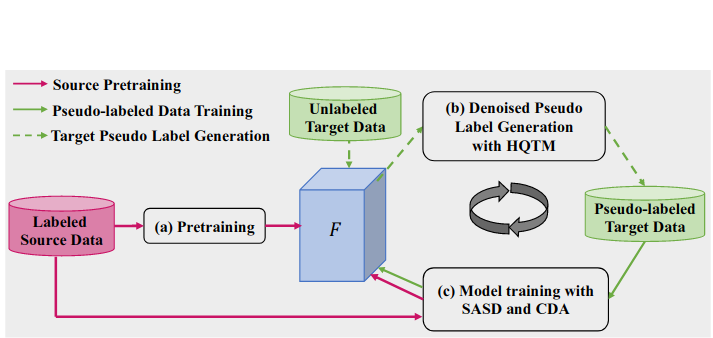 Source Pretraining
Pseudo-labeled Data Training
Target Pseudo Label Generation
Unlabeled
Target Data
(b) Denoised Pseudo
Label Generation
with HQTM
Labeled
Source Data
(a) Pretraining
F
Pseudo-labeled
Target Data
(c) Model training with
SASD and CDA